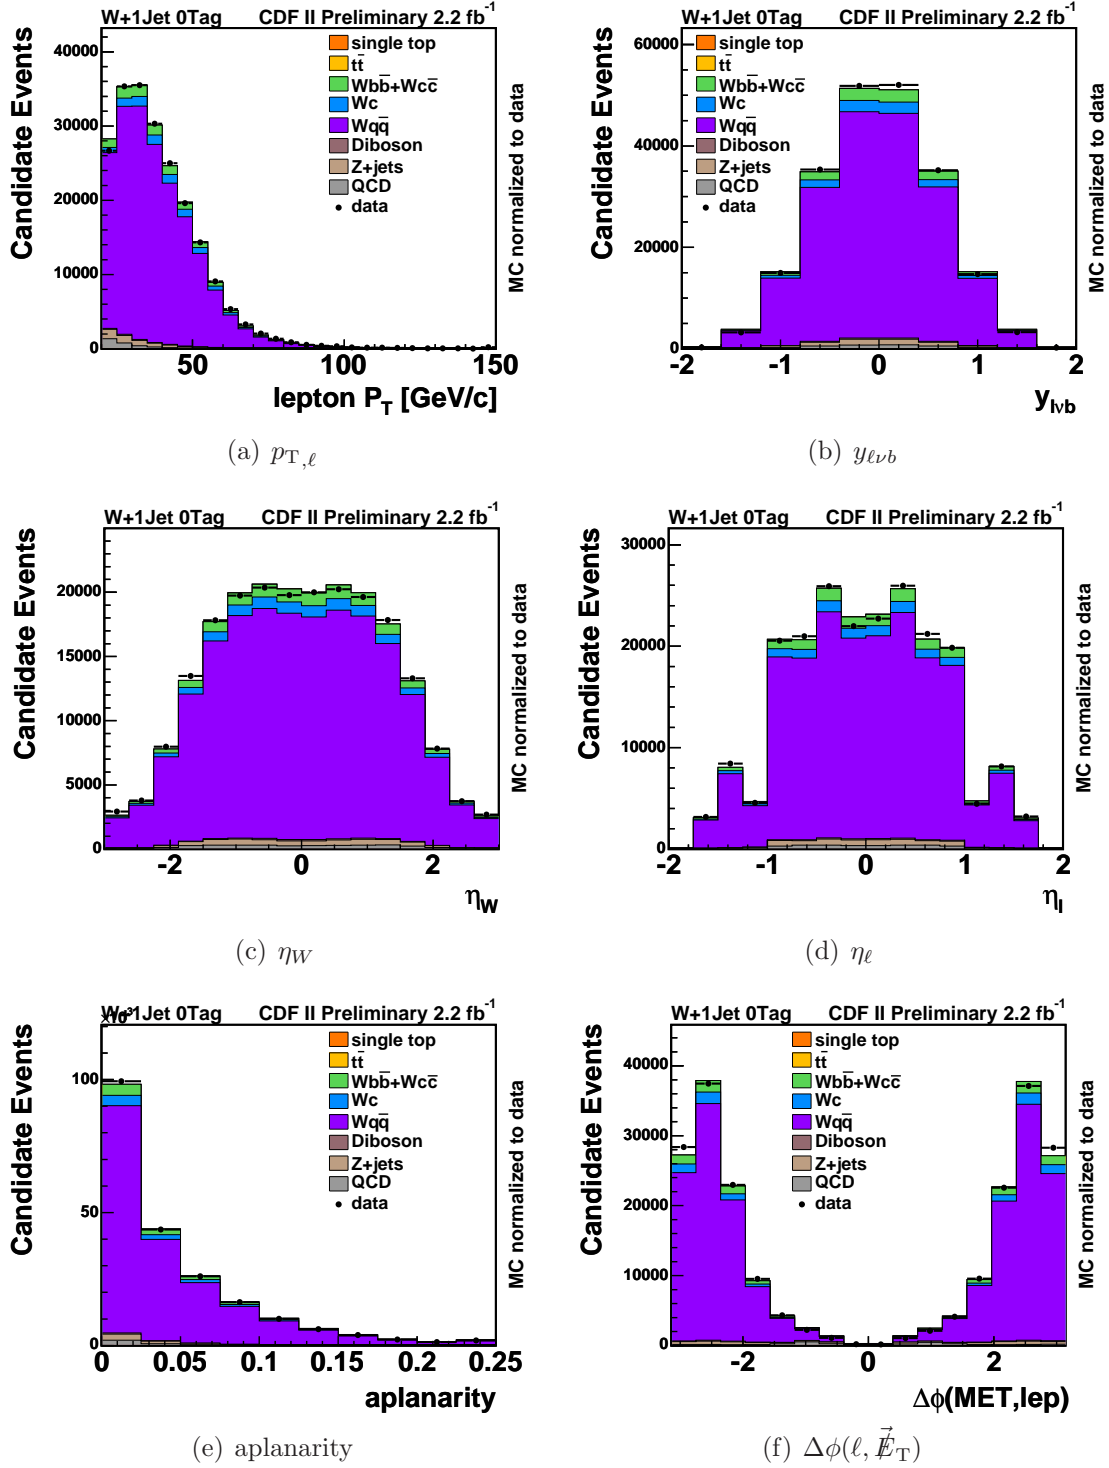 W+1Jet 0Tag CDF II Preliminary 2.2 fb⁻¹
Candidate Events
40000
30000
20000
10000
0
single top
tt̄
Wbb̄+Wcc̄
Wc
Wqq̄
Diboson
Z+jets
QCD
data
MC normalized to data
50 100 150
lepton P_T [GeV/c]
(a) p_T,ℓ
W+1Jet 0Tag CDF II Preliminary 2.2 fb⁻¹
Candidate Events
60000
40000
20000
0
single top
tt̄
Wbb̄+Wcc̄
Wc
Wqq̄
Diboson
Z+jets
QCD
data
MC normalized to data
-2 -1 0 1 2
y_lνb
(b) y_ℓνb
W+1Jet 0Tag CDF II Preliminary 2.2 fb⁻¹
Candidate Events
20000
15000
10000
5000
0
MC normalized to data
-2 0 2
η_W
(c) η_W
W+1Jet 0Tag CDF II Preliminary 2.2 fb⁻¹
Candidate Events
30000
20000
10000
0
MC normalized to data
-2 -1 0 1 2
η_l
(d) η_ℓ
W+1Jet 0Tag CDF II Preliminary 2.2 fb⁻¹
×10³
Candidate Events
100
50
0
single top
tt̄
Wbb̄+Wcc̄
Wc
Wqq̄
Diboson
Z+jets
QCD
data
MC normalized to data
0 0.05 0.1 0.15 0.2 0.25
aplanarity
(e) aplanarity
W+1Jet 0Tag CDF II Preliminary 2.2 fb⁻¹
Candidate Events
40000
30000
20000
10000
0
single top
tt̄
Wbb̄+Wcc̄
Wc
Wqq̄
Diboson
Z+jets
QCD
data
MC normalized to data
-2 0 2
Δϕ(MET,lep)
(f) Δϕ(ℓ, E̸⃗_T)